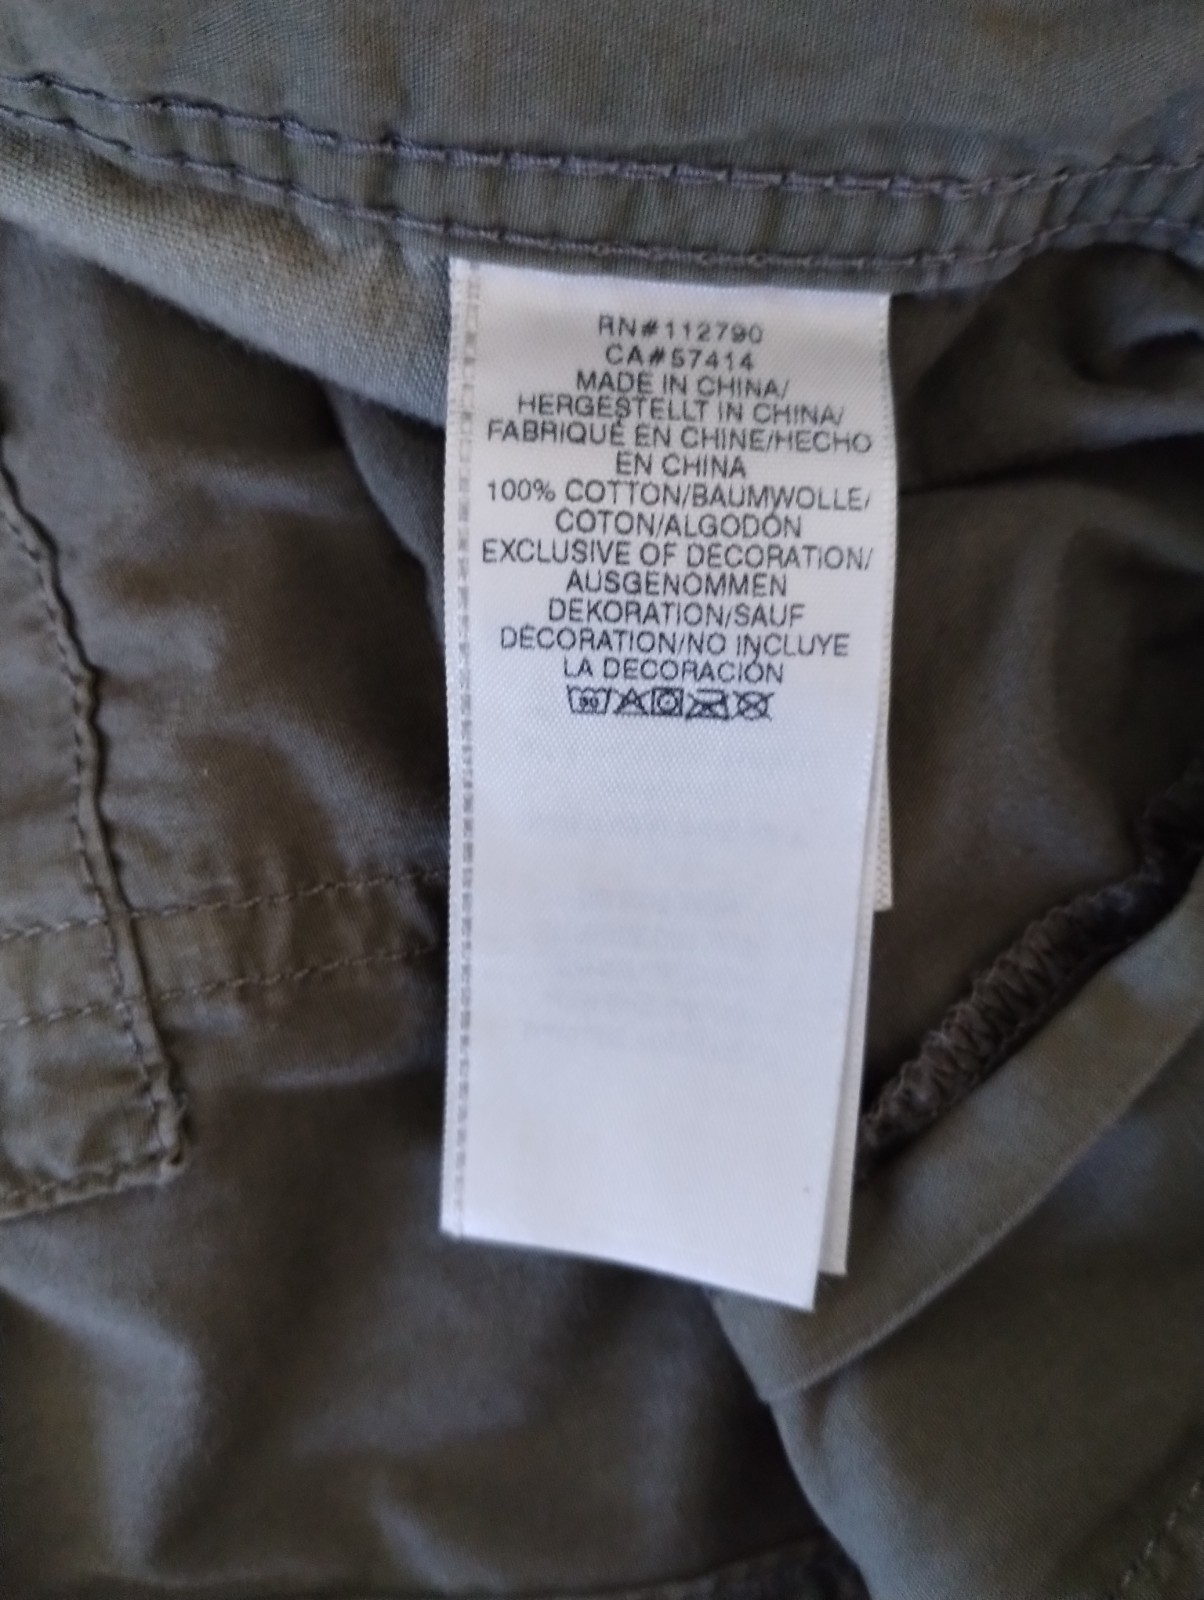 RN#112790
CA#57414
MADE IN CHINA/
HERGESTELLT IN CHINA/
FABRIQUÉ EN CHINE/HECHO
EN CHINA
100% COTTON/BAUMWOLLE/
COTON/ALGODÓN
EXCLUSIVE OF DECORATION/
AUSGENOMMEN
DEKORATION/SAUF
DÉCORATION/NO INCLUYE
LA DECORACIÓN